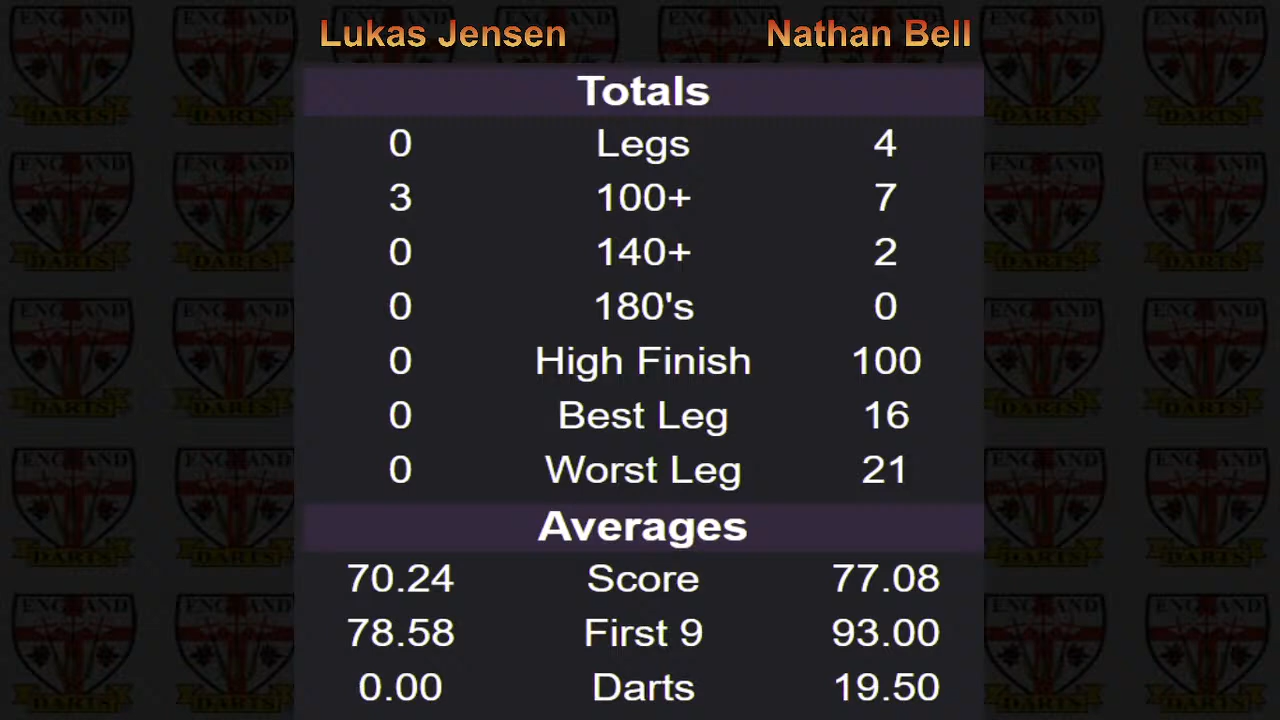 Lukas Jensen Nathan Bell
Totals
0 Legs 4
3 100+ 7
0 140+ 2
0 180's 0
0 High Finish 100
0 Best Leg 16
0 Worst Leg 21
Averages
70.24 Score 77.08
78.58 First 9 93.00
0.00 Darts 19.50
ENGLAND DARTS